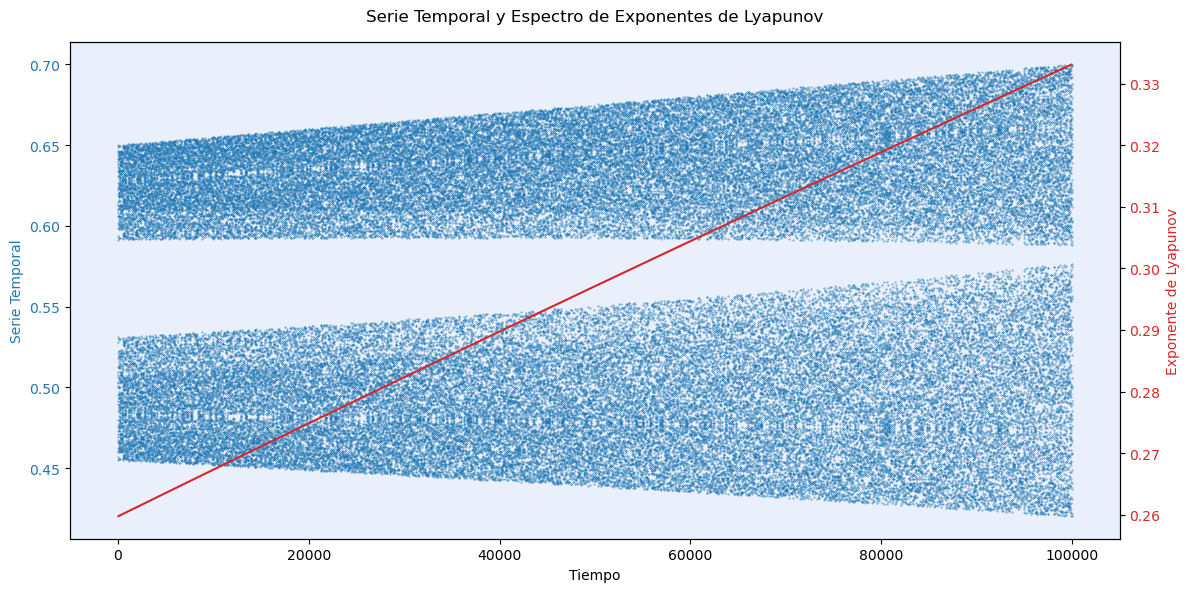 Serie Temporal y Espectro de Exponentes de Lyapunov
Serie Temporal
0.70
0.65
0.60
0.55
0.50
0.45
0.33
0.32
0.31
0.30
0.29
0.28
0.27
0.26
Exponente de Lyapunov
0 20000 40000 60000 80000 100000
Tiempo